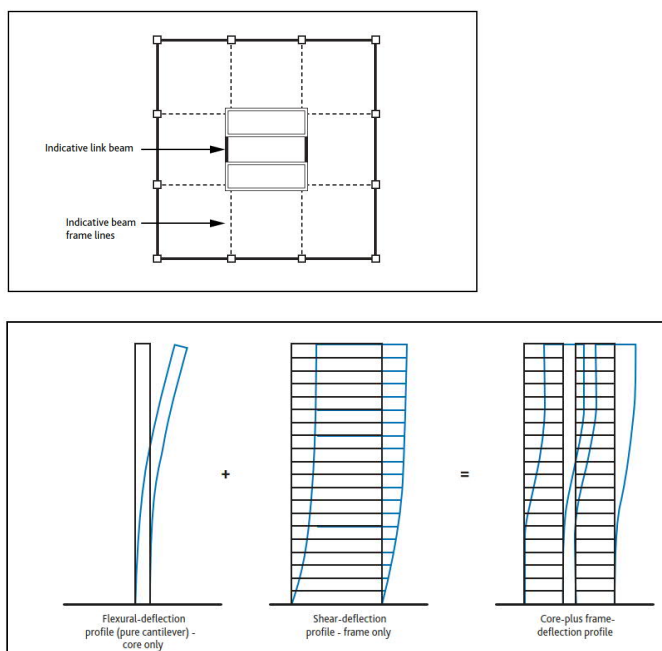 Indicative link beam
Indicative beam
frame lines
+
=
Flexural-deflection
profile (pure cantilever) -
core only
Shear-deflection
profile - frame only
Core-plus frame-
deflection profile